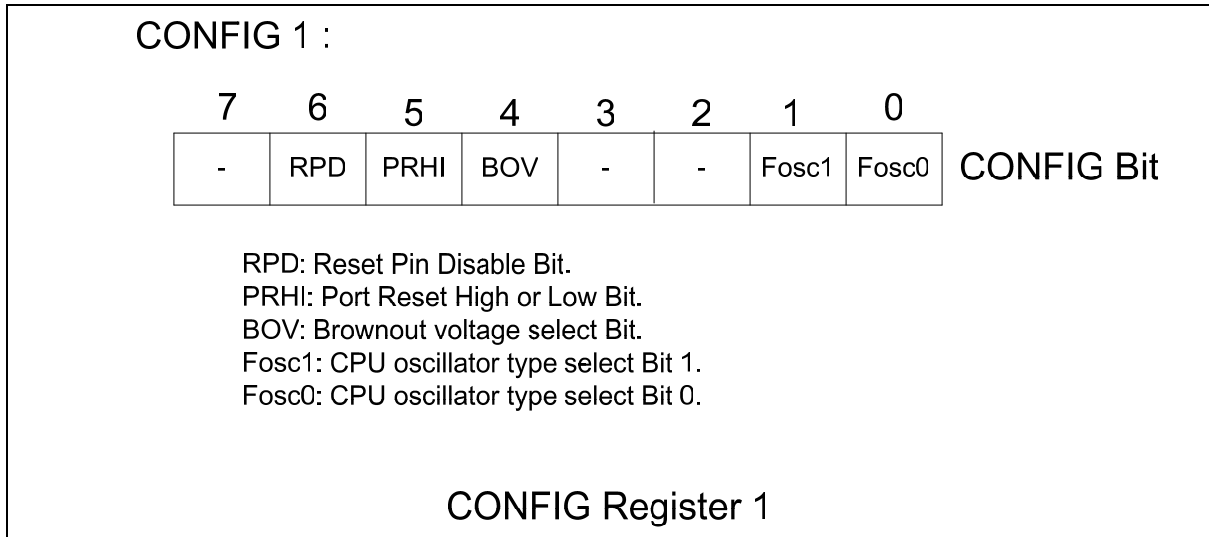 CONFIG 1 :
7 6 5 4 3 2 1 0
- RPD PRHI BOV - - Fosc1 Fosc0 CONFIG Bit
RPD: Reset Pin Disable Bit.
PRHI: Port Reset High or Low Bit.
BOV: Brownout voltage select Bit.
Fosc1: CPU oscillator type select Bit 1.
Fosc0: CPU oscillator type select Bit 0.
CONFIG Register 1